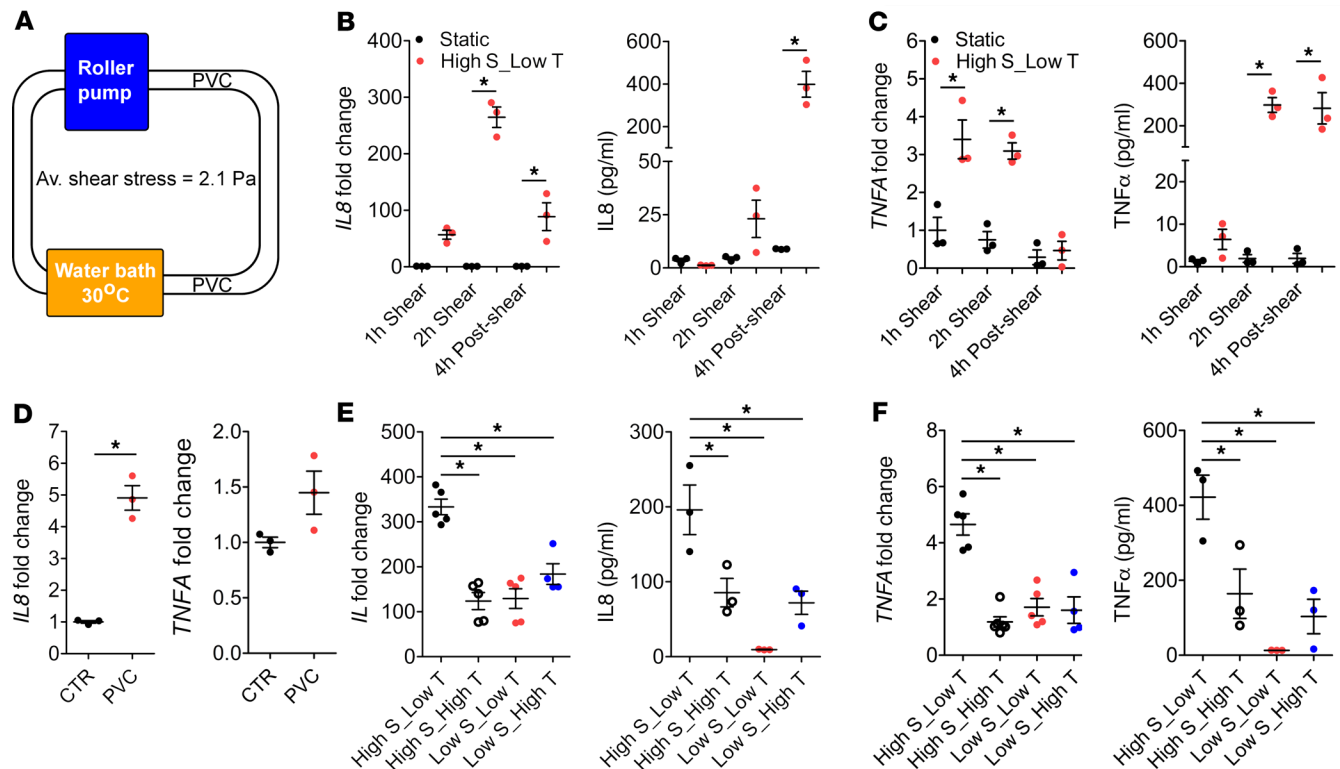 A
Roller
pump
PVC
Av. shear stress = 2.1 Pa
Water bath
30°C
PVC
B
Static
High S_Low T
IL8 fold change
400
300
200
100
0
*
*
1h Shear
2h Shear
4h Post-shear
IL8 (pg/ml)
600
400
200
50
25
0
*
1h Shear
2h Shear
4h Post-shear
C
Static
High S_Low T
TNFA fold change
6
5
4
3
2
1
0
*
*
1h Shear
2h Shear
4h Post-shear
TNFα (pg/ml)
600
400
200
20
10
0
*
*
1h Shear
2h Shear
4h Post-shear
D
IL8 fold change
7
6
5
4
3
2
1
0
*
CTR
PVC
TNFA fold change
2.0
1.5
1.0
0.5
0.0
CTR
PVC
E
IL fold change
500
400
300
200
100
0
*
*
*
High S_Low T
High S_High T
Low S_Low T
Low S_High T
IL8 (pg/ml)
300
200
100
0
*
*
*
High S_Low T
High S_High T
Low S_Low T
Low S_High T
F
TNFA fold change
8
6
4
2
0
*
*
*
High S_Low T
High S_High T
Low S_Low T
Low S_High T
TNFα (pg/ml)
600
400
200
0
*
*
*
High S_Low T
High S_High T
Low S_Low T
Low S_High T